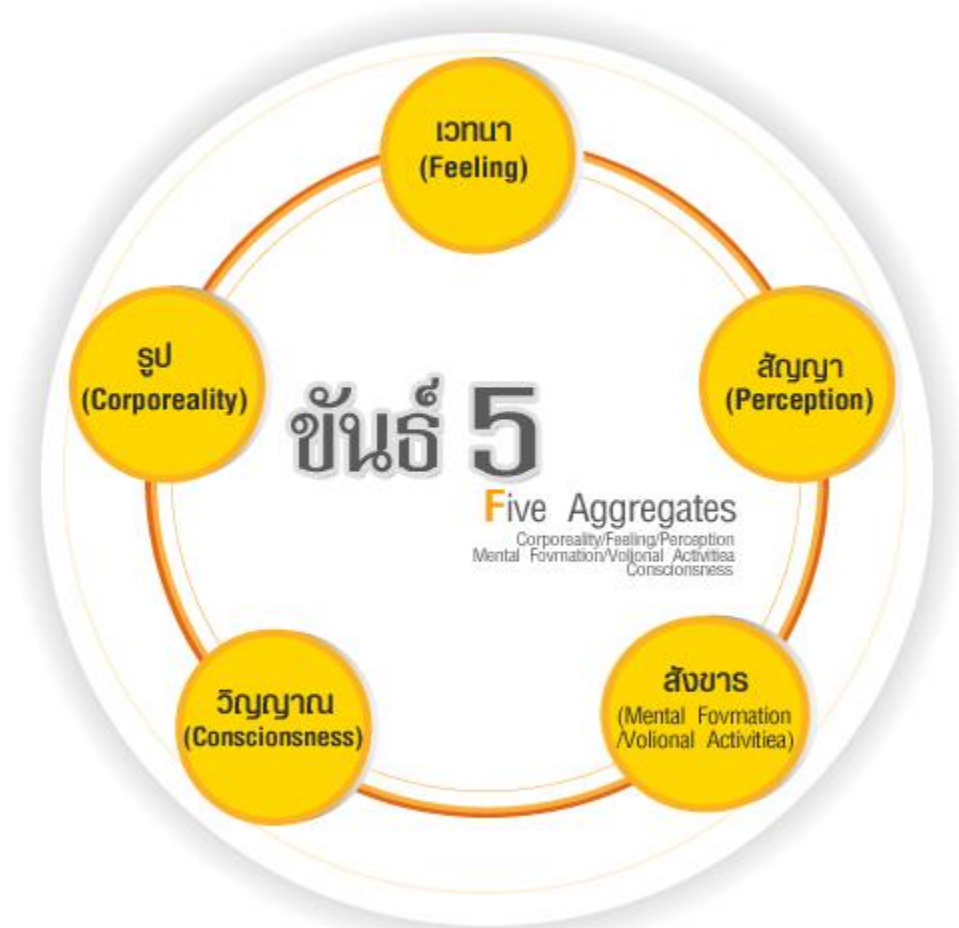 เวทนา
(Feeling)
รูป
(Corporeality)
สัญญา
(Perception)
ขันธ์ 5
Five Aggregates
Corporeality/Feeling/Perception
Mental Fovmation/Volional Activitiea
Conscionsness
วิญญาณ
(Conscionsness)
สังขาร
(Mental Fovmation
/Volional Activitiea)